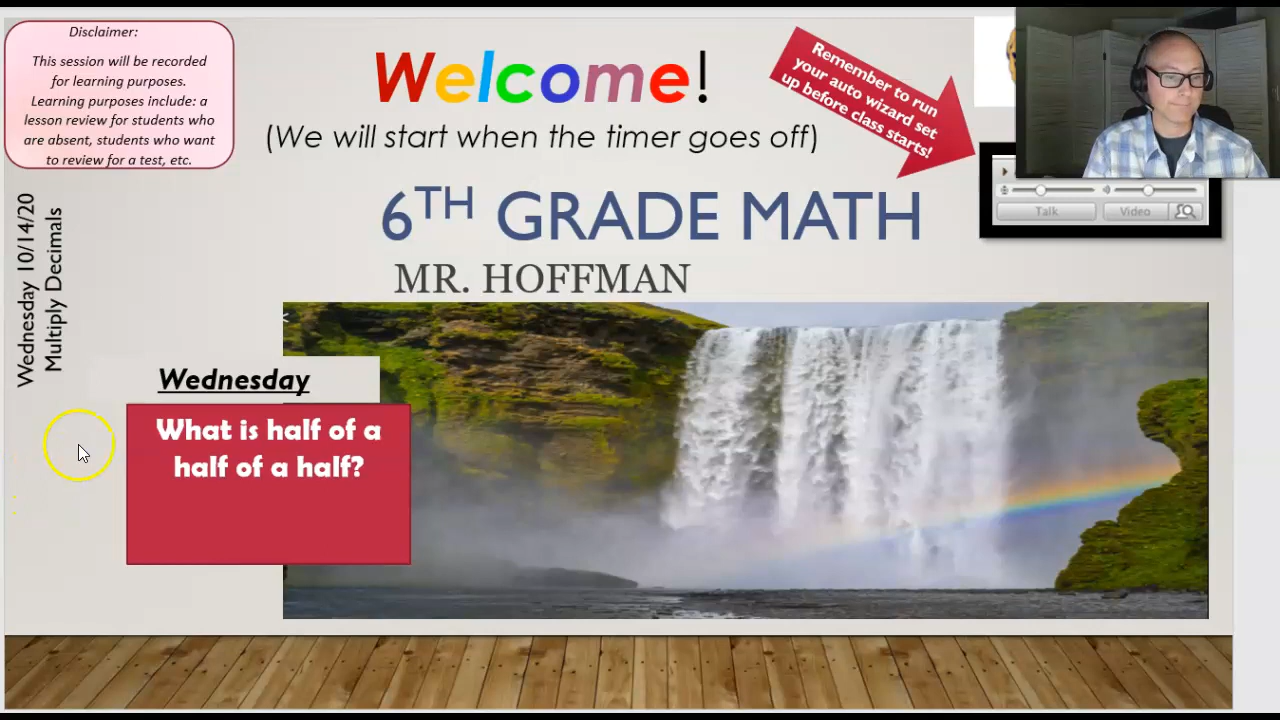 Disclaimer:
This session will be recorded
for learning purposes.
Learning purposes include: a
lesson review for students who
are absent, students who want
to review for a test, etc.
Welcome!
(We will start when the timer goes off)
Remember to run
your auto wizard set
up before class starts!
Talk
Video
6TH GRADE MATH
MR. HOFFMAN
Wednesday 10/14/20
Multiply Decimals
Wednesday
What is half of a
half of a half?